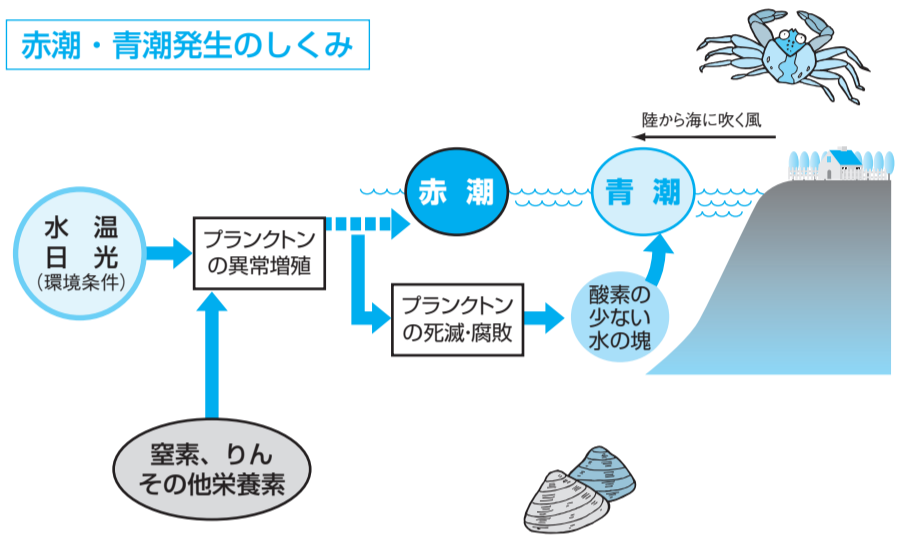 赤潮・青潮発生のしくみ
陸から海に吹く風
赤潮
青潮
水温
日光
(環境条件)
プランクトン
の異常増殖
プランクトン
の死滅・腐敗
酸素の
少ない
水の塊
窒素、りん
その他栄養素